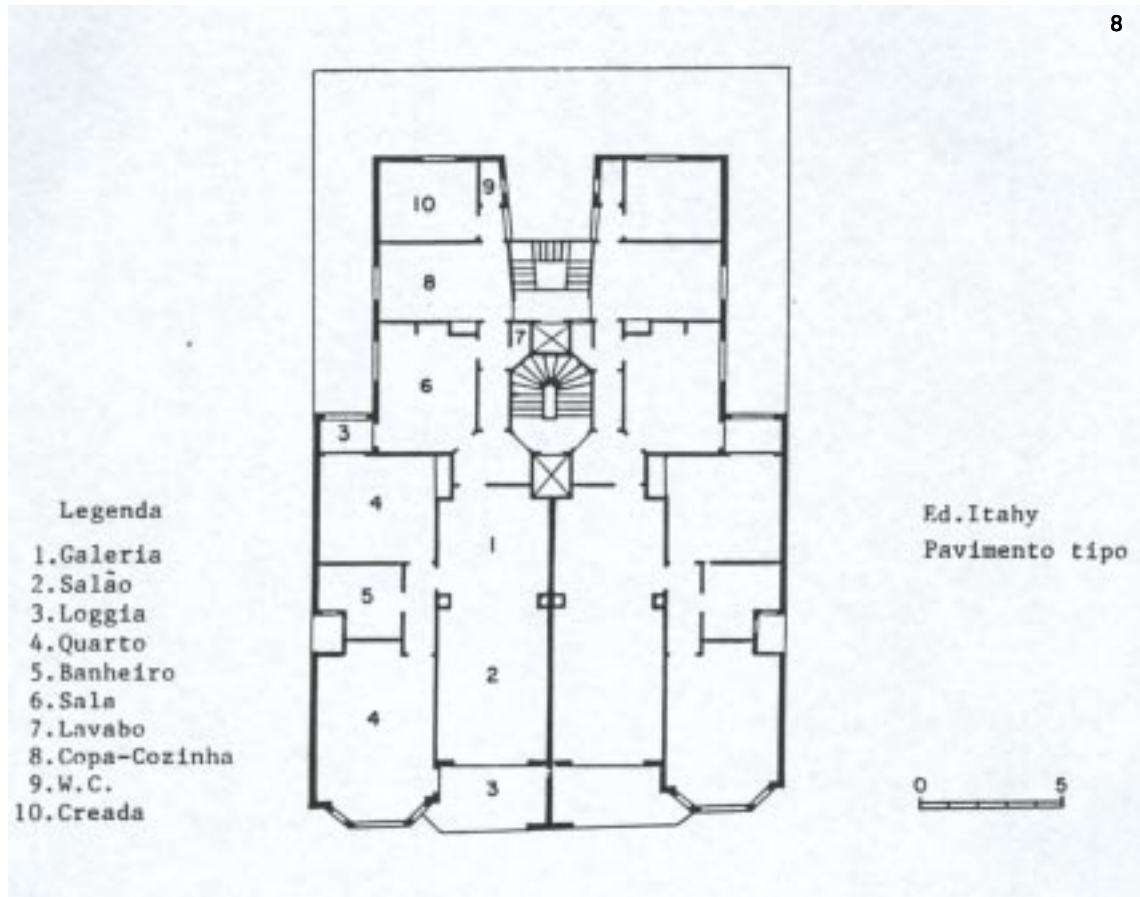 8
9
10
8
7
6
3
4
1
5
2
4
3
Legenda
1.Galeria
2.Salão
3.Loggia
4.Quarto
5.Banheiro
6.Sala
7.Lavabo
8.Copa-Cozinha
9.W.C.
10.Creada
Ed.Itahy
Pavimento tipo
0 5